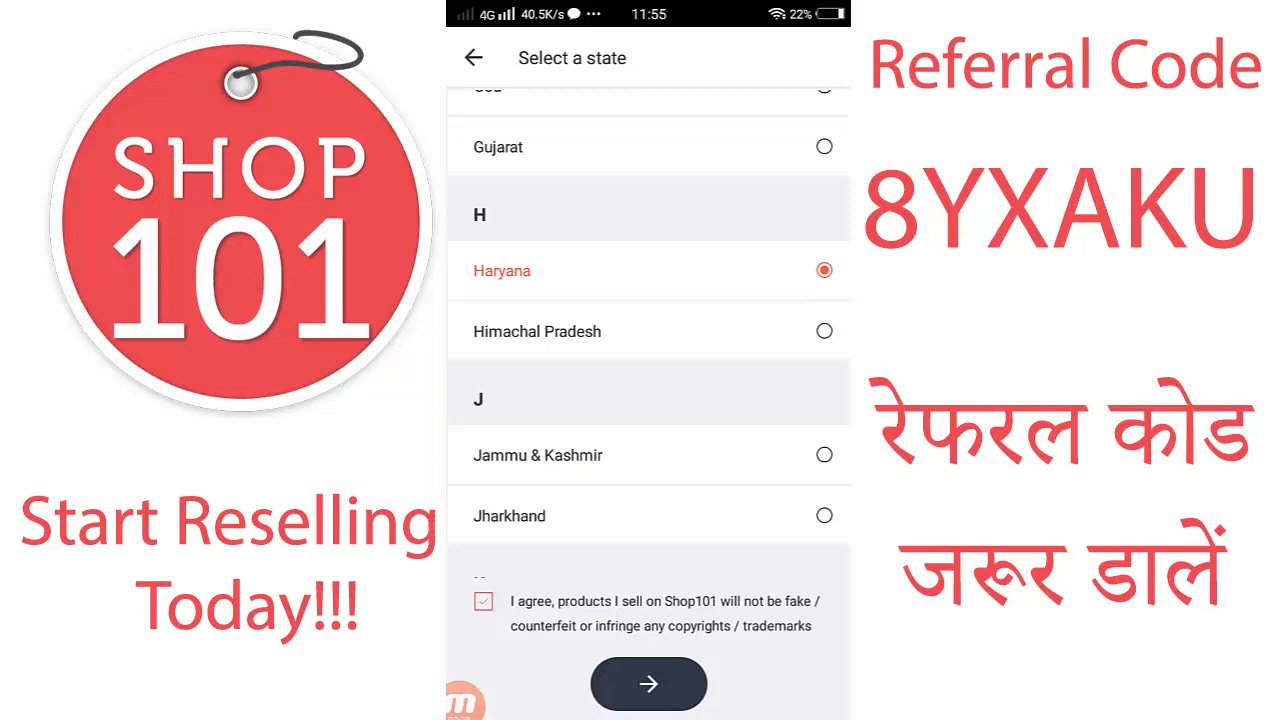 SHOP
101
Start Reselling
Today!!!
4G 40.5K/s 11:55 22%
Select a state
Gujarat
H
Haryana
Himachal Pradesh
J
Jammu & Kashmir
Jharkhand
I agree, products I sell on Shop101 will not be fake /
counterfeit or infringe any copyrights / trademarks
Referral Code
8YXAKU
रेफरल कोड
जरूर डालें